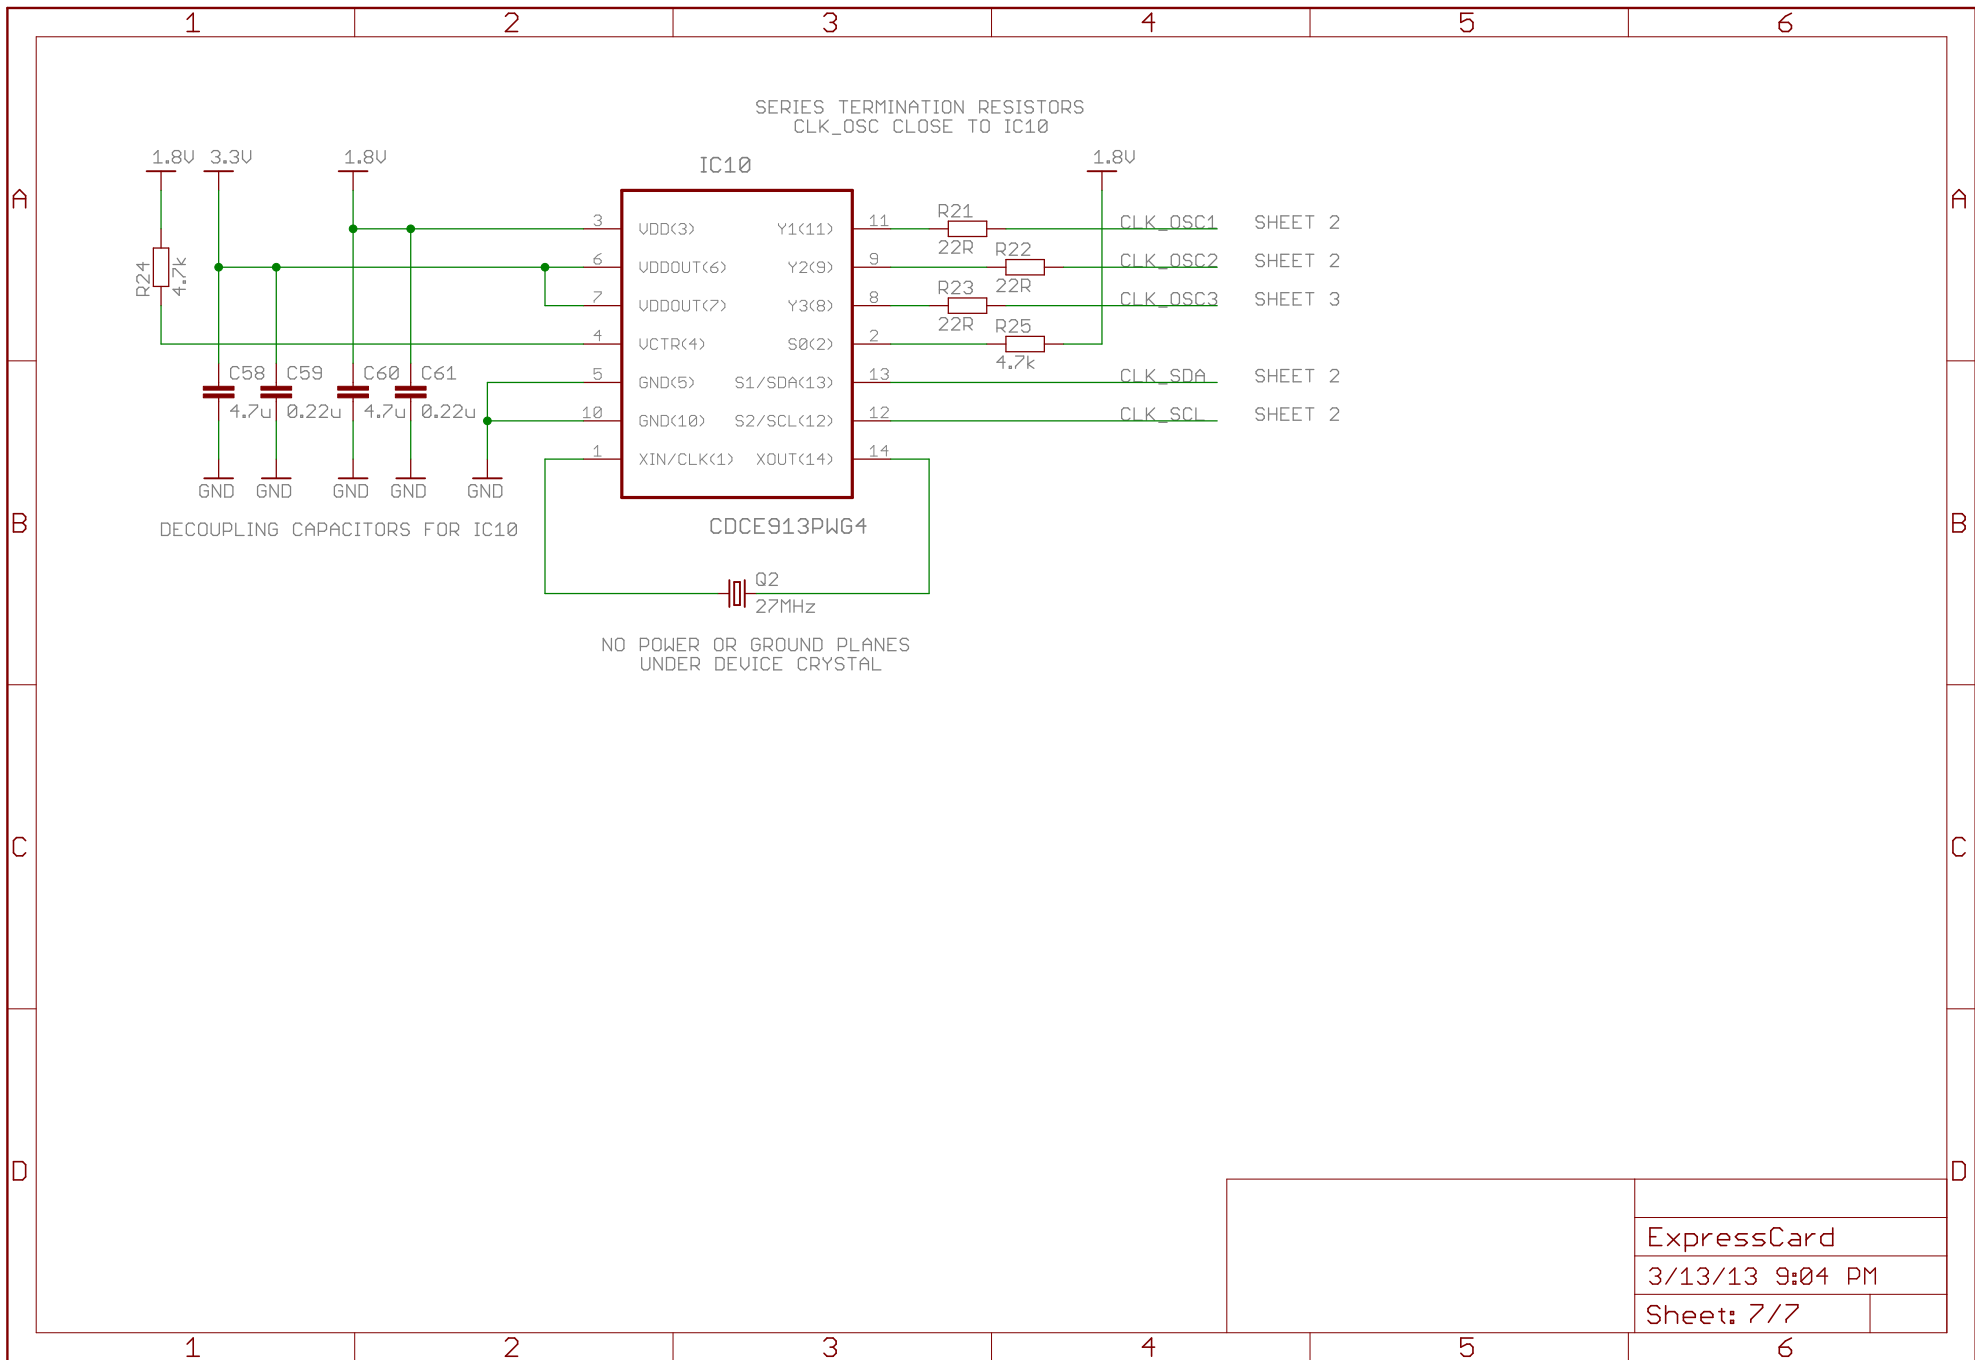 1 2 3 4 5 6
SERIES TERMINATION RESISTORS
CLK_OSC CLOSE TO IC10
1.8V 3.3V 1.8V IC10 1.8V
A A
R24 4.7k
3 VDD(3) Y1(11) 11 R21 22R CLK_OSC1 SHEET 2
6 VDDOUT(6) Y2(9) 9 R22 22R CLK_OSC2 SHEET 2
7 VDDOUT(7) Y3(8) 8 R23 22R CLK_OSC3 SHEET 3
4 VCTR(4) S0(2) 2 R25 4.7k
5 GND(5) S1/SDA(13) 13 CLK_SDA SHEET 2
10 GND(10) S2/SCL(12) 12 CLK_SCL SHEET 2
1 XIN/CLK(1) XOUT(14) 14
C58 C59 C60 C61
4.7u 0.22u 4.7u 0.22u
GND GND GND GND GND
B B
DECOUPLING CAPACITORS FOR IC10
CDCE913PWG4
Q2
27MHz
NO POWER OR GROUND PLANES
UNDER DEVICE CRYSTAL
C C
D D
ExpressCard
3/13/13 9:04 PM
Sheet: 7/7
1 2 3 4 5 6